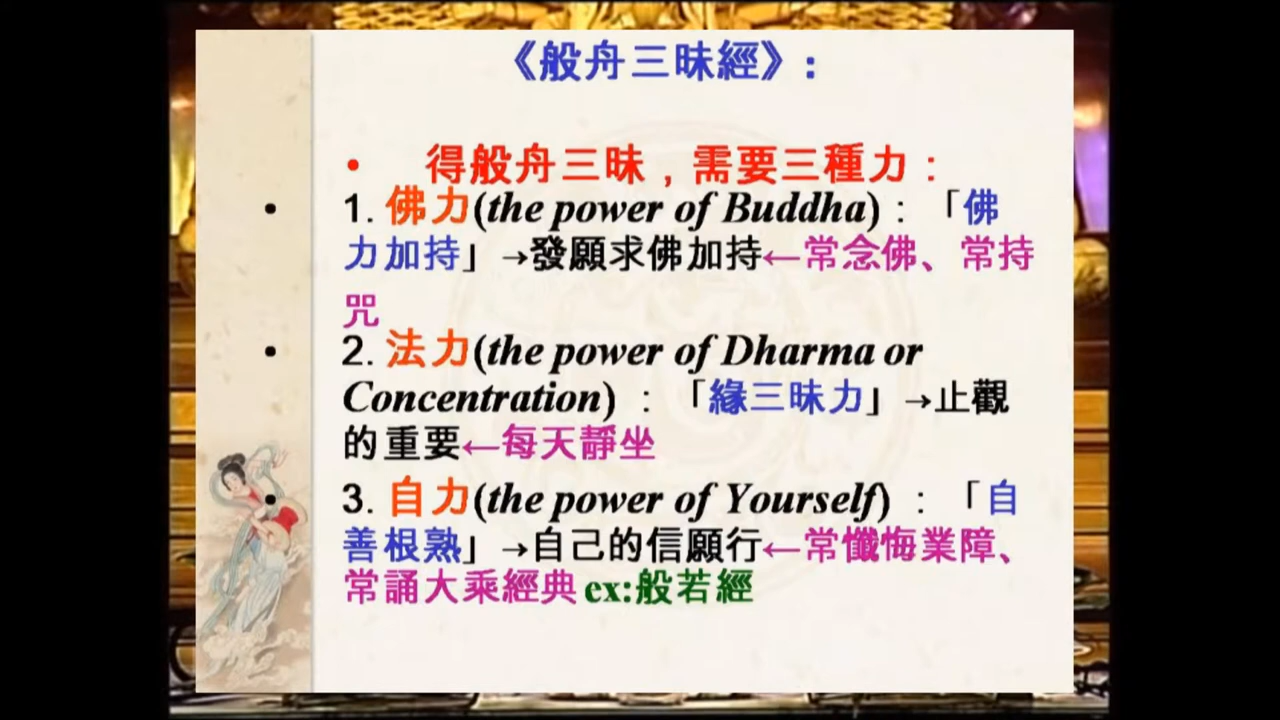 《般舟三昧經》:
• 得般舟三昧，需要三種力：
• 1. 佛力(the power of Buddha)：「佛
力加持」→發願求佛加持←常念佛、常持
咒
• 2. 法力(the power of Dharma or
Concentration)：「緣三昧力」→止觀
的重要←每天靜坐
• 3. 自力(the power of Yourself)：「自
善根熟」→自己的信願行←常懺悔業障、
常誦大乘經典 ex:般若經